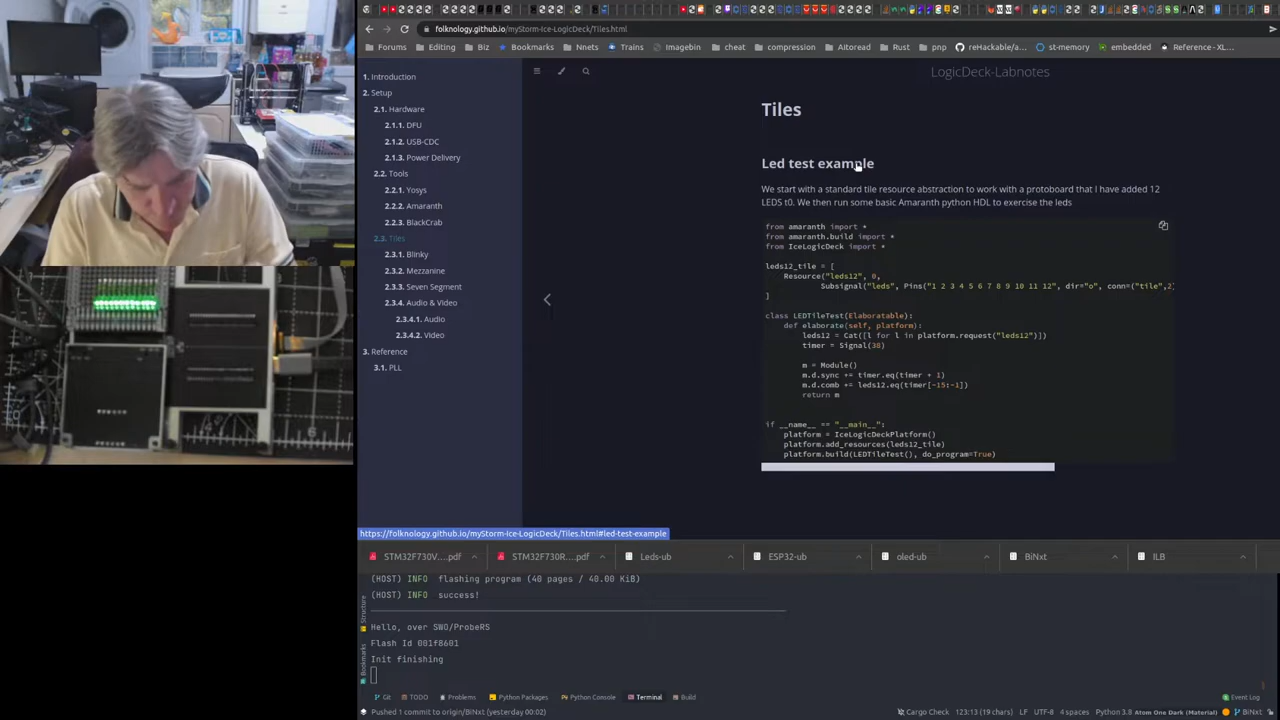 folknology.github.io/myStorm-Ice-LogicDeck/Tiles.html
Forums Editing Biz Bookmarks Nnets Trains Imagebin cheat compression Aitoread Rust pnp reHackable/a... st-memory embedded Reference - XL...
1. Introduction
2. Setup
2.1. Hardware
2.1.1. DFU
2.1.2. USB-CDC
2.1.3. Power Delivery
2.2. Tools
2.2.1. Yosys
2.2.2. Amaranth
2.2.3. BlackCrab
2.3. Tiles
2.3.1. Blinky
2.3.2. Mezzanine
2.3.3. Seven Segment
2.3.4. Audio & Video
2.3.4.1. Audio
2.3.4.2. Video
3. Reference
3.1. PLL
LogicDeck-Labnotes
Tiles
Led test example
We start with a standard tile resource abstraction to work with a protoboard that I have added 12
LEDS t0. We then run some basic Amaranth python HDL to exercise the leds
from amaranth import *
from amaranth.build import *
from IceLogicDeck import *
leds12_tile = [
Resource("leds12", 0,
Subsignal("leds", Pins("1 2 3 4 5 6 7 8 9 10 11 12", dir="o", conn=("tile",2
]
class LEDTileTest(Elaboratable):
def elaborate(self, platform):
leds12 = Cat([l for l in platform.request("leds12")])
timer = Signal(38)
m = Module()
m.d.sync += timer.eq(timer + 1)
m.d.comb += leds12.eq(timer[-15:-1])
return m
if __name__ == "__main__":
platform = IceLogicDeckPlatform()
platform.add_resources(leds12_tile)
platform.build(LEDTileTest(), do_program=True)
https://folknology.github.io/myStorm-Ice-LogicDeck/Tiles.html#led-test-example
STM32F730V....pdf STM32F730R....pdf Leds-ub ESP32-ub oled-ub BiNxt ILB
(HOST) INFO flashing program (40 pages / 40.00 KiB)
(HOST) INFO success!
Hello, over SWO/ProbeRS
Flash Id 001f8601
Init finishing
Structure
Bookmarks
Git TODO Problems Python Packages Python Console Terminal Build Event Log
Pushed 1 commit to origin/BiNxt (yesterday 00:02) Cargo Check 123:13 (19 chars) LF UTF-8 4 spaces Python 3.8 Atom One Dark (Material) BiNxt